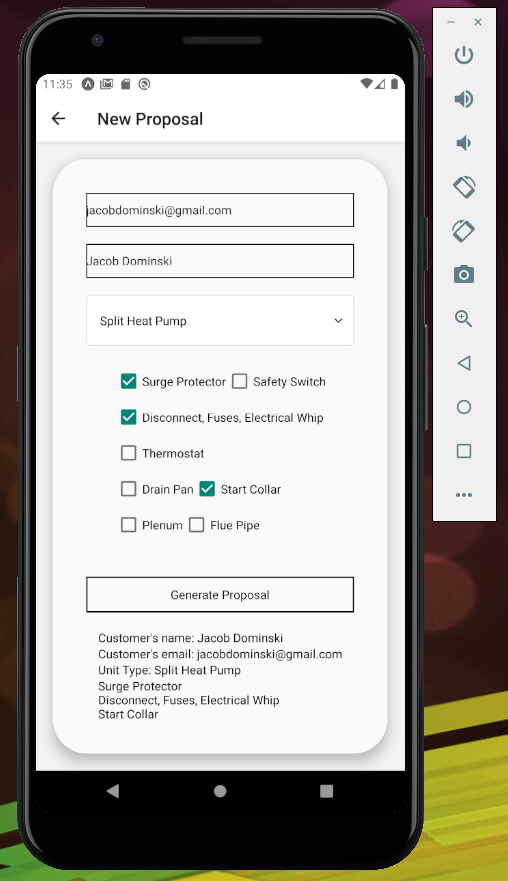 11:35
New Proposal
jacobdominski@gmail.com
Jacob Dominski
Split Heat Pump
Surge Protector Safety Switch
Disconnect, Fuses, Electrical Whip
Thermostat
Drain Pan Start Collar
Plenum Flue Pipe
Generate Proposal
Customer's name: Jacob Dominski
Customer's email: jacobdominski@gmail.com
Unit Type: Split Heat Pump
Surge Protector
Disconnect, Fuses, Electrical Whip
Start Collar